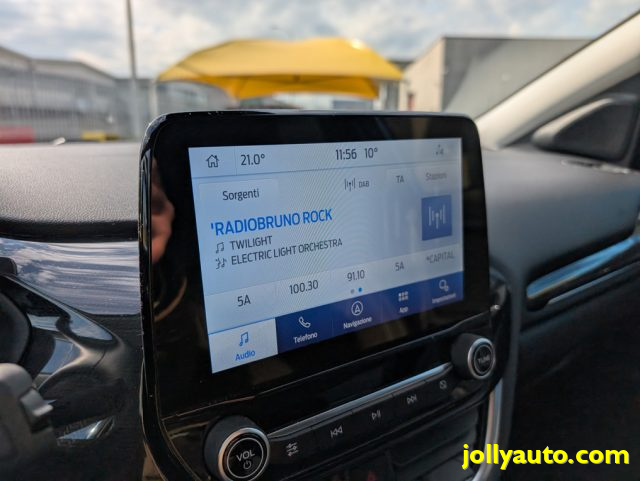 21.0° 11:56 10°
Sorgenti DAB TA Stazioni
'RADIOBRUNO ROCK
TWILIGHT
ELECTRIC LIGHT ORCHESTRA
5A 100.30 91.10 5A *CAPITAL
Audio Telefono Navigazione App Impostazioni
VOL TUNE
jollyauto.com